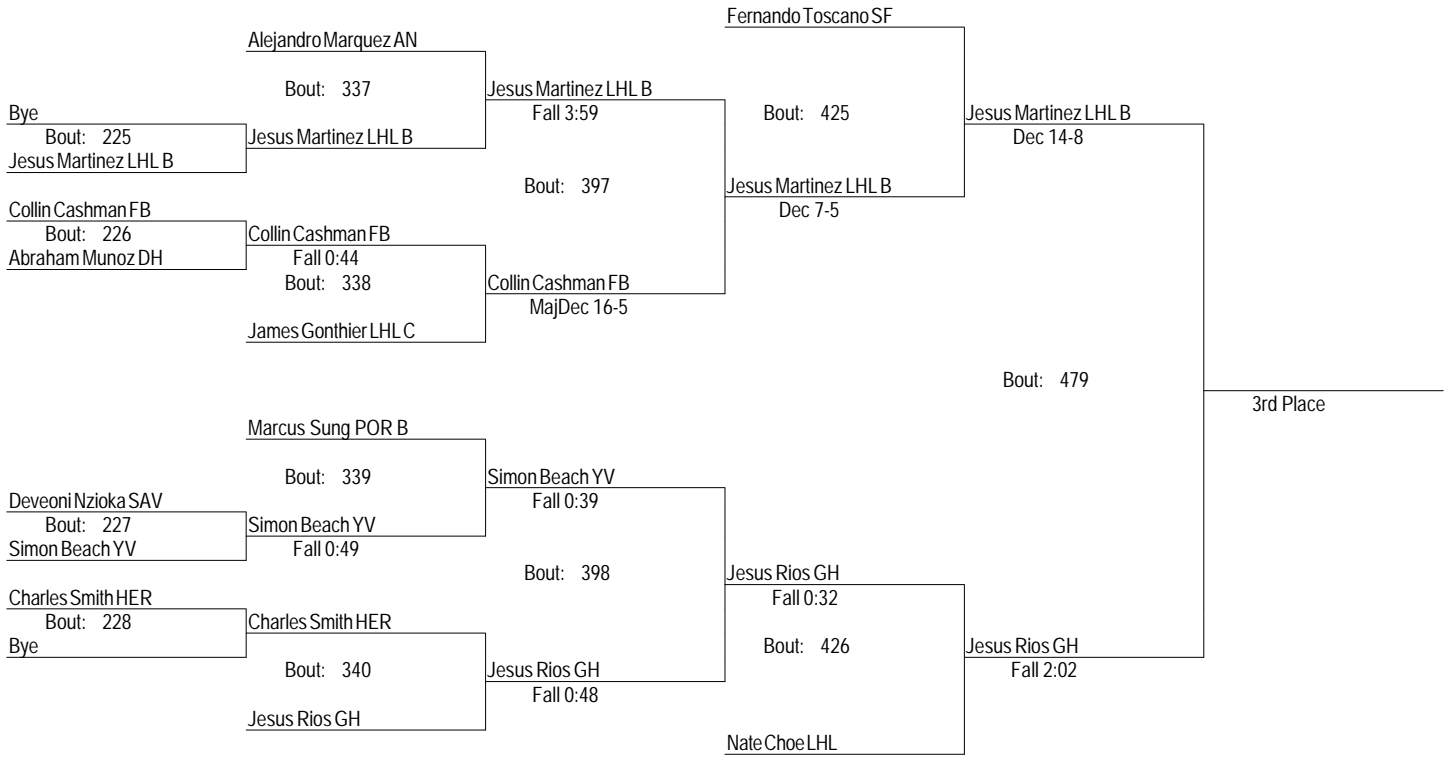 Fernando Toscano SF
Alejandro Marquez AN
Bout: 337
Jesus Martinez LHL B
Fall 3:59
Bye
Bout: 225
Jesus Martinez LHL B
Jesus Martinez LHL B
Bout: 425
Jesus Martinez LHL B
Dec 14-8
Bout: 397
Jesus Martinez LHL B
Dec 7-5
Collin Cashman FB
Bout: 226
Abraham Munoz DH
Collin Cashman FB
Fall 0:44
Bout: 338
Collin Cashman FB
MajDec 16-5
James Gonthier LHL C
Bout: 479
3rd Place
Marcus Sung POR B
Bout: 339
Simon Beach YV
Fall 0:39
Deveoni Nzioka SAV
Bout: 227
Simon Beach YV
Simon Beach YV
Fall 0:49
Bout: 398
Jesus Rios GH
Fall 0:32
Charles Smith HER
Bout: 228
Bye
Charles Smith HER
Bout: 340
Jesus Rios GH
Fall 0:48
Jesus Rios GH
Bout: 426
Jesus Rios GH
Fall 2:02
Nate Choe LHL